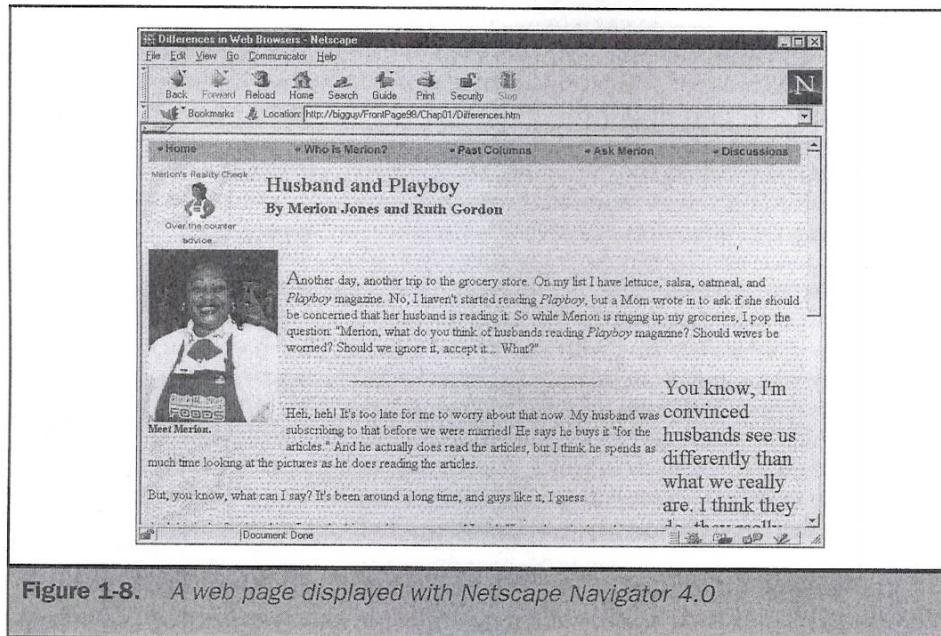 Differences in Web Browsers - Netscape
File Edit View Go Communicator Help
Back Forward Reload Home Search Guide Print Security Stop
N
Bookmarks Location: http://bigguy/FrontPage98/Chap01/Differences.htm
Home Who is Merion? Past Columns Ask Merion Discussions
Merion's Reality Check
Over the counter
advice.
Husband and Playboy
By Merion Jones and Ruth Gordon
Another day, another trip to the grocery store. On my list I have lettuce, salsa, oatmeal, and
Playboy magazine. No, I haven't started reading Playboy, but a Mom wrote in to ask if she should
be concerned that her husband is reading it. So while Merion is ringing up my groceries, I pop the
question: "Merion, what do you think of husbands reading Playboy magazine? Should wives be
worried? Should we ignore it, accept it... What?"
FOODS
Meet Merion.
Heh, heh! It's too late for me to worry about that now. My husband was
subscribing to that before we were married! He says he buys it "for the
articles." And he actually does read the articles, but I think he spends as
much time looking at the pictures as he does reading the articles.
But, you know, what can I say? It's been around a long time, and guys like it, I guess.
You know, I'm
convinced
husbands see us
differently than
what we really
are. I think they
do, they really
Document: Done
Figure 1-8. A web page displayed with Netscape Navigator 4.0